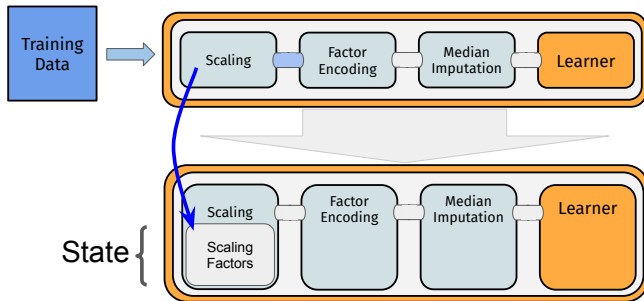 Training
Data
Scaling
Factor
Encoding
Median
Imputation
Learner
Scaling
Factor
Encoding
Median
Imputation
Learner
State
Scaling
Factors